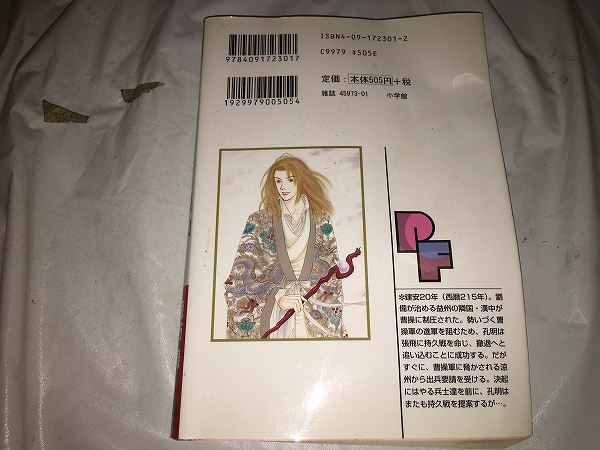 ISBN4-09-172301-2
C9979 ¥505E
9784091723017
定価：本体505円+税
雑誌 45973-01 小学館
1929979005054
PF
＊建安20年（西暦215年）。劉
備が治める益州の隣国・漢中が
曹操に制圧された。勢いづく曹
操軍の進軍を阻むため、孔明は
張飛に持久戦を命じ、撤退へと
追い込むことに成功する。だが
すぐに、曹操軍に脅かされる涼
州から出兵要請を受ける。決起
にはやる兵士達を前に、孔明は
またも持久戦を提案するが…。